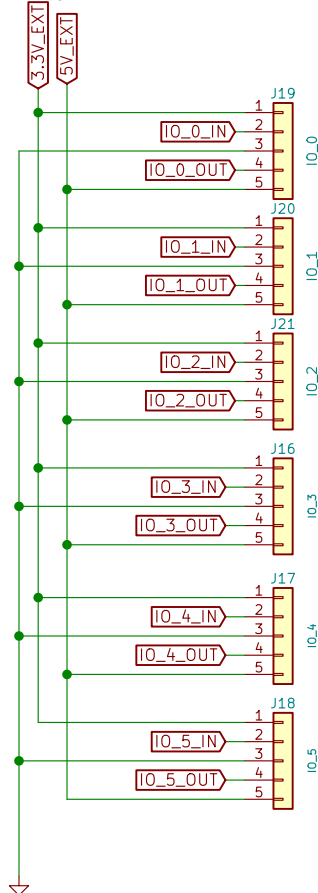 3.3V_EXT
5V_EXT
J19
1
IO_0_IN 2
3
IO_0_OUT 4
5
IO_0
J20
1
IO_1_IN 2
3
IO_1_OUT 4
5
IO_1
J21
1
IO_2_IN 2
3
IO_2_OUT 4
5
IO_2
J16
1
IO_3_IN 2
3
IO_3_OUT 4
5
IO_3
J17
1
IO_4_IN 2
3
IO_4_OUT 4
5
IO_4
J18
1
IO_5_IN 2
3
IO_5_OUT 4
5
IO_5